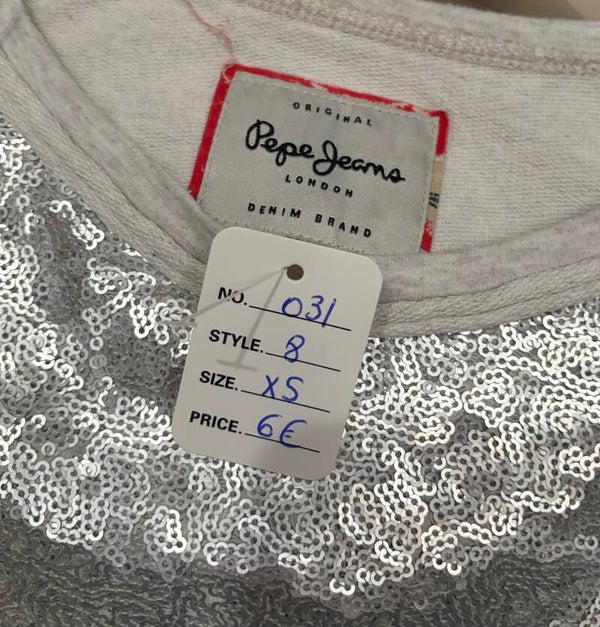 ORIGINAL
Pepe Jeans
LONDON
DENIM BRAND
NO. 031
STYLE. 8
SIZE. XS
PRICE. 6€